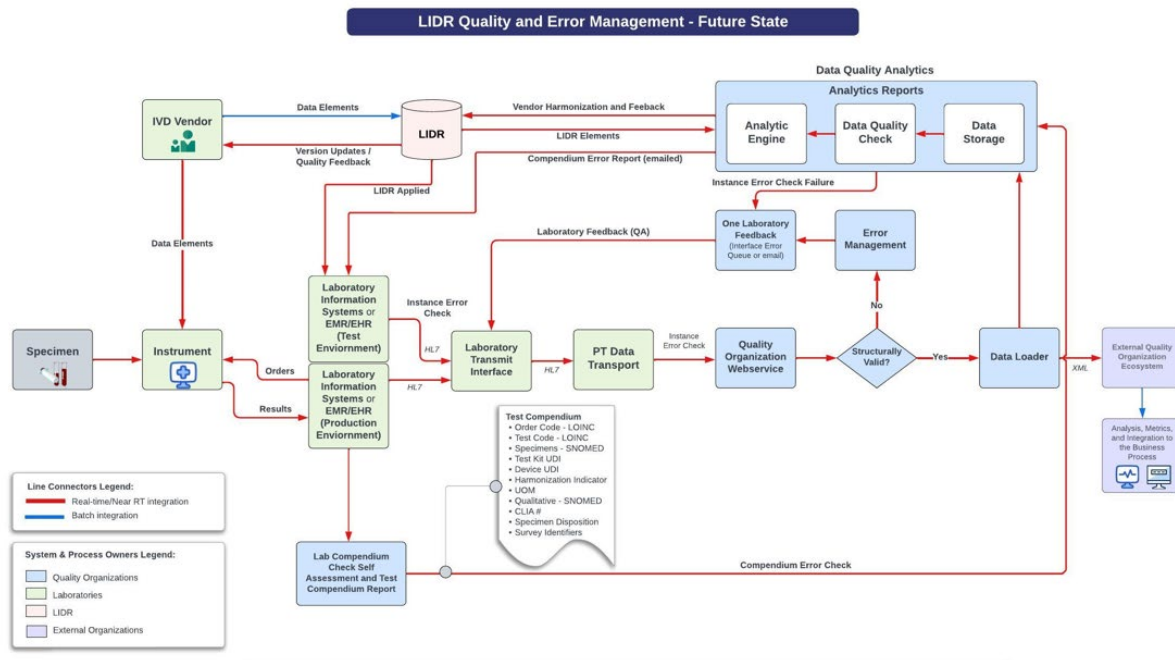 LIDR Quality and Error Management - Future State
Data Quality Analytics
Analytics Reports
Analytic
Engine
Data Quality
Check
Data
Storage
IVD Vendor
Data Elements
LIDR
Version Updates /
Quality Feedback
Vendor Harmonization and Feeback
LIDR Elements
Compendium Error Report (emailed)
LIDR Applied
Instance Error Check Failure
Data Elements
One Laboratory
Feedback
(Interface Error
Queue or email)
Error
Management
Laboratory Feedback (QA)
Laboratory
Information
Systems or
EMR/EHR
(Test
Enviornment)
Instance Error
Check
HL7
No
Specimen
Instrument
Orders
Results
Laboratory
Information
Systems or
EMR/EHR
(Production
Enviornment)
HL7
Laboratory
Transmit
Interface
HL7
PT Data
Transport
Instance
Error Check
Quality
Organization
Webservice
Structurally
Valid?
Yes
Data Loader
XML
External Quality
Organization
Ecosystem
Analysis, Metrics,
and Integration to
the Business
Process
Test Compendium
• Order Code - LOINC
• Test Code - LOINC
• Specimens - SNOMED
• Test Kit UDI
• Device UDI
• Harmonization Indicator
• UOM
• Qualitative - SNOMED
• CLIA #
• Specimen Disposition
• Survey Identifiers
Line Connectors Legend:
Real-time/Near RT integration
Batch integration
System & Process Owners Legend:
Quality Organizations
Laboratories
LIDR
External Organizations
Lab Compendium
Check Self
Assessment and Test
Compendium Report
Compendium Error Check